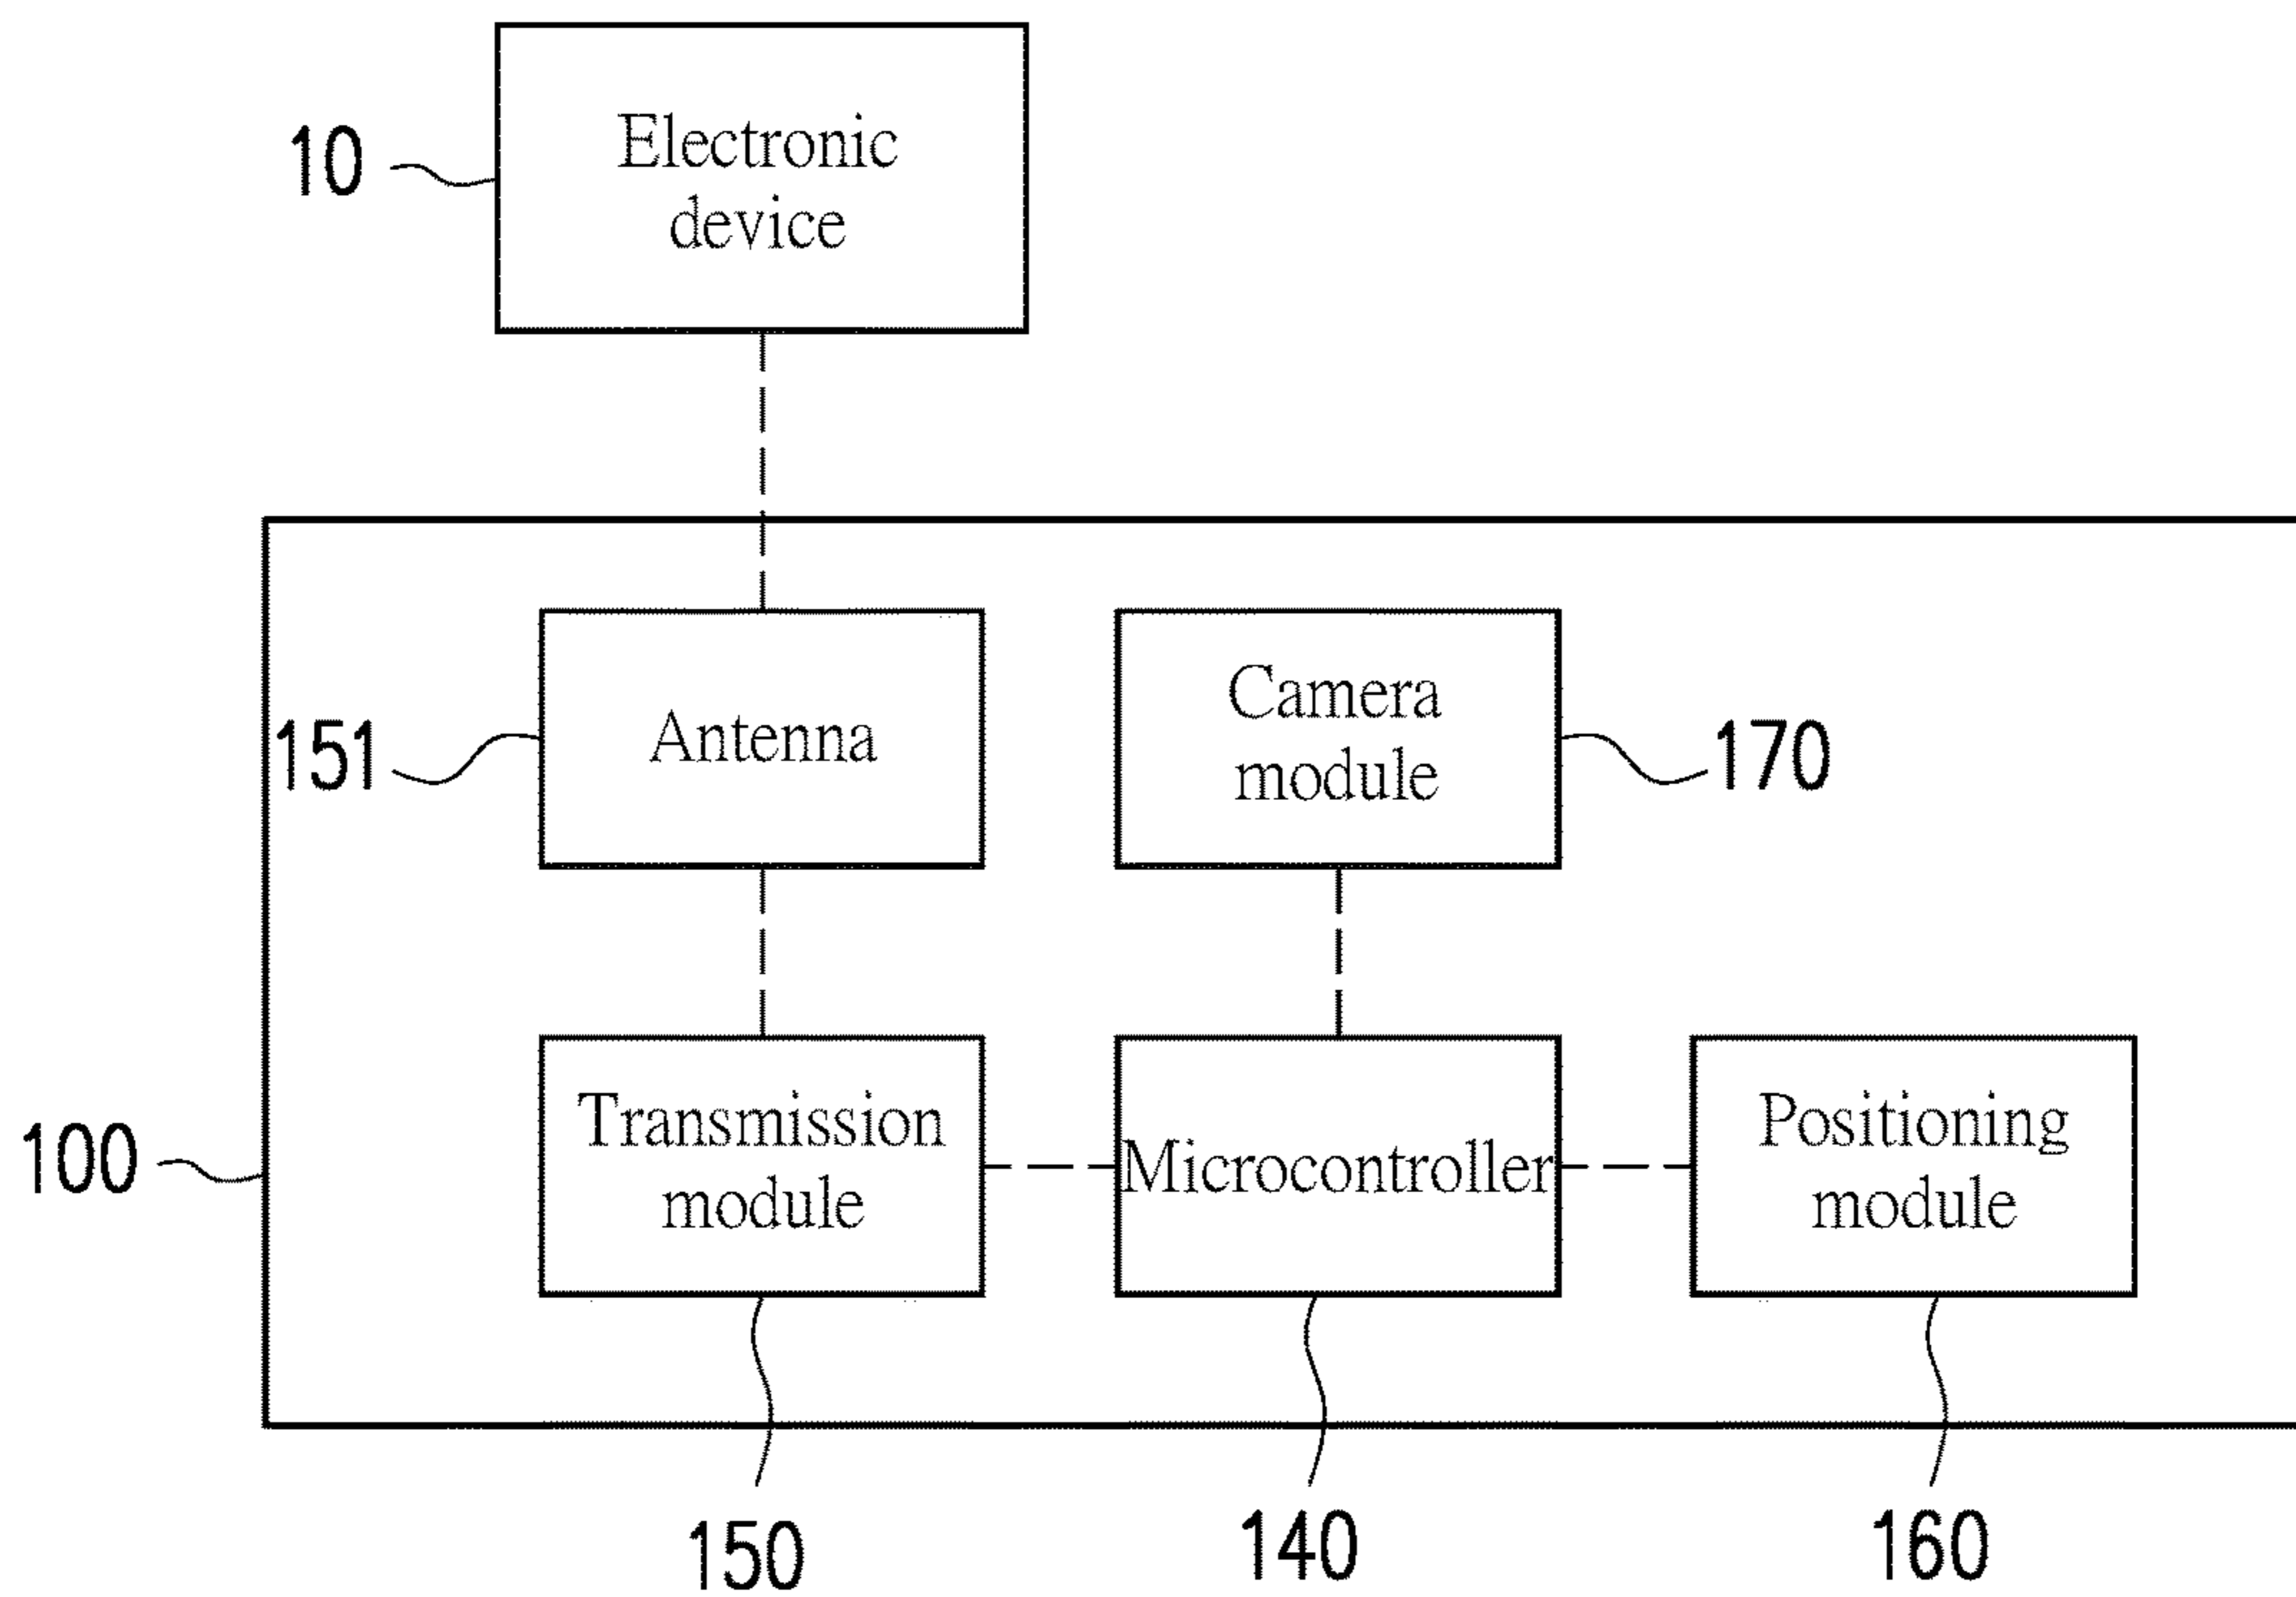 10
Electronic
device
151
Antenna
Camera
module
170
100
Transmission
module
Microcontroller
Positioning
module
150
140
160